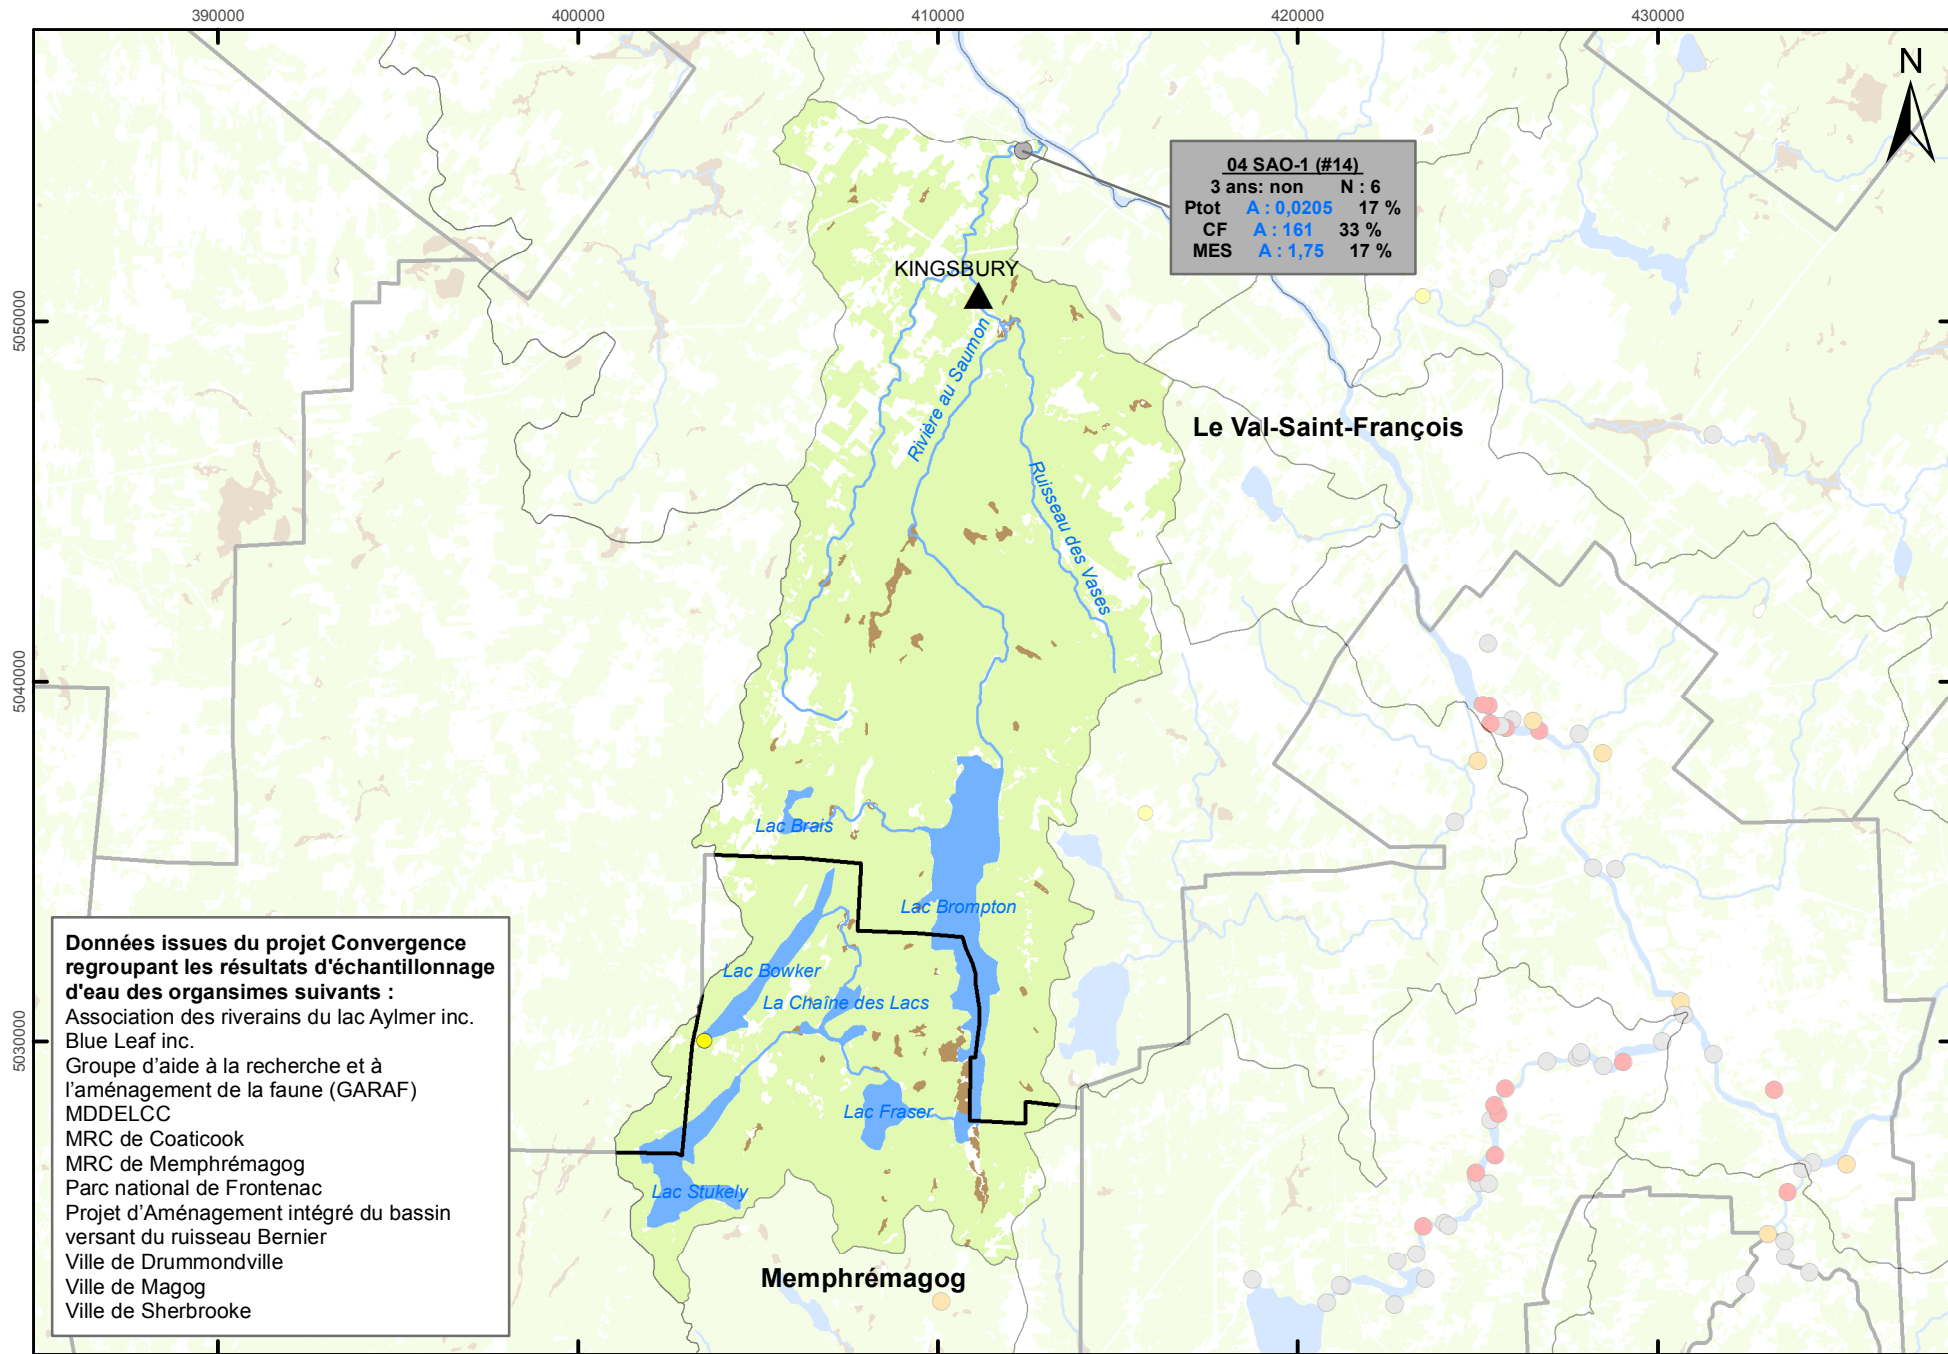 390000
400000
410000
420000
430000
N
04 SAO-1 (#14)
3 ans: non N : 6
Ptot A : 0,0205 17 %
CF A : 161 33 %
MES A : 1,75 17 %
KINGSBURY
5050000
Rivière au Saumon
Le Val-Saint-François
Ruisseau des Vases
5040000
Lac Brais
Lac Brompton
Lac Bowker
La Chaîne des Lacs
5030000
Lac Fraser
Lac Stukely
Memphrémagog
Données issues du projet Convergence
regroupant les résultats d'échantillonnage
d'eau des organsimes suivants :
Association des riverains du lac Aylmer inc.
Blue Leaf inc.
Groupe d'aide à la recherche et à
l'aménagement de la faune (GARAF)
MDDELCC
MRC de Coaticook
MRC de Memphrémagog
Parc national de Frontenac
Projet d'Aménagement intégré du bassin
versant du ruisseau Bernier
Ville de Drummondville
Ville de Magog
Ville de Sherbrooke